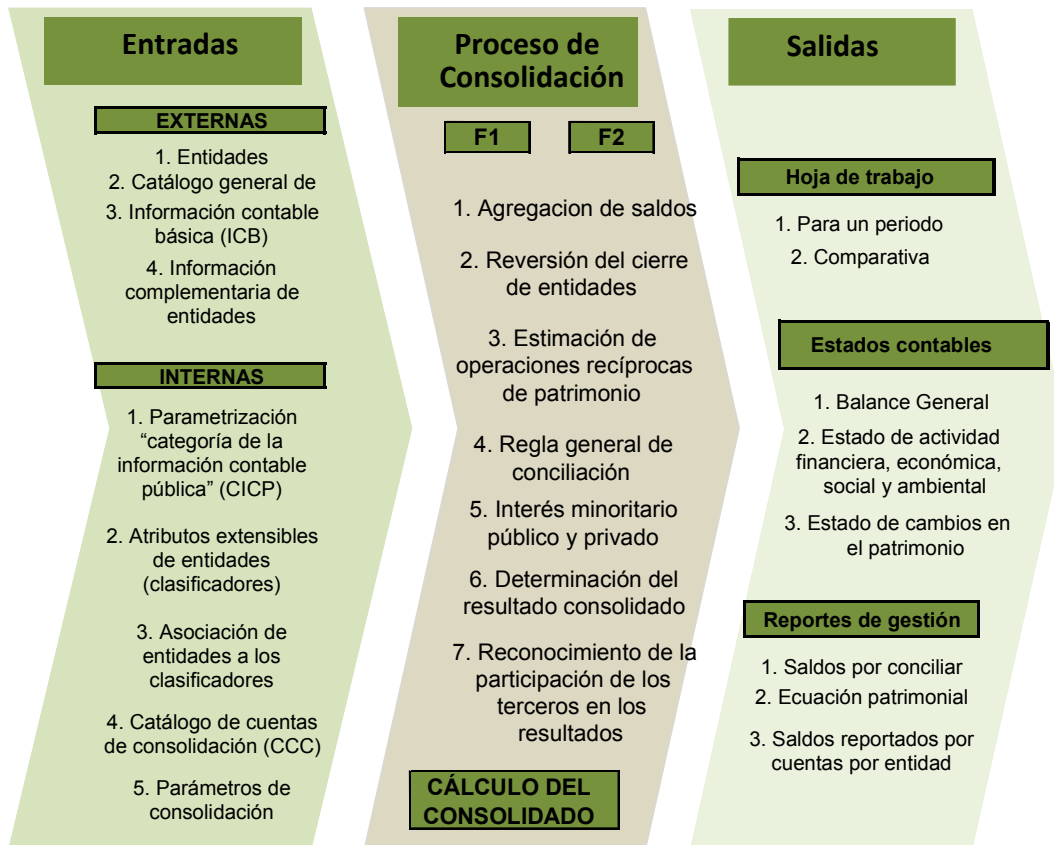 Entradas
EXTERNAS
1. Entidades
2. Catálogo general de
3. Información contable
básica (ICB)
4. Información
complementaria de
entidades
INTERNAS
1. Parametrización
“categoría de la
información contable
pública” (CICP)
2. Atributos extensibles
de entidades
(clasificadores)
3. Asociación de
entidades a los
clasificadores
4. Catálogo de cuentas
de consolidación (CCC)
5. Parámetros de
consolidación
Proceso de
Consolidación
F1
F2
1. Agregacion de saldos
2. Reversión del cierre
de entidades
3. Estimación de
operaciones recíprocas
de patrimonio
4. Regla general de
conciliación
5. Interés minoritario
público y privado
6. Determinación del
resultado consolidado
7. Reconocimiento de la
participación de los
terceros en los
resultados
CÁLCULO DEL
CONSOLIDADO
Salidas
Hoja de trabajo
1. Para un periodo
2. Comparativa
Estados contables
1. Balance General
2. Estado de actividad
financiera, económica,
social y ambiental
3. Estado de cambios en
el patrimonio
Reportes de gestión
1. Saldos por conciliar
2. Ecuación patrimonial
3. Saldos reportados por
cuentas por entidad